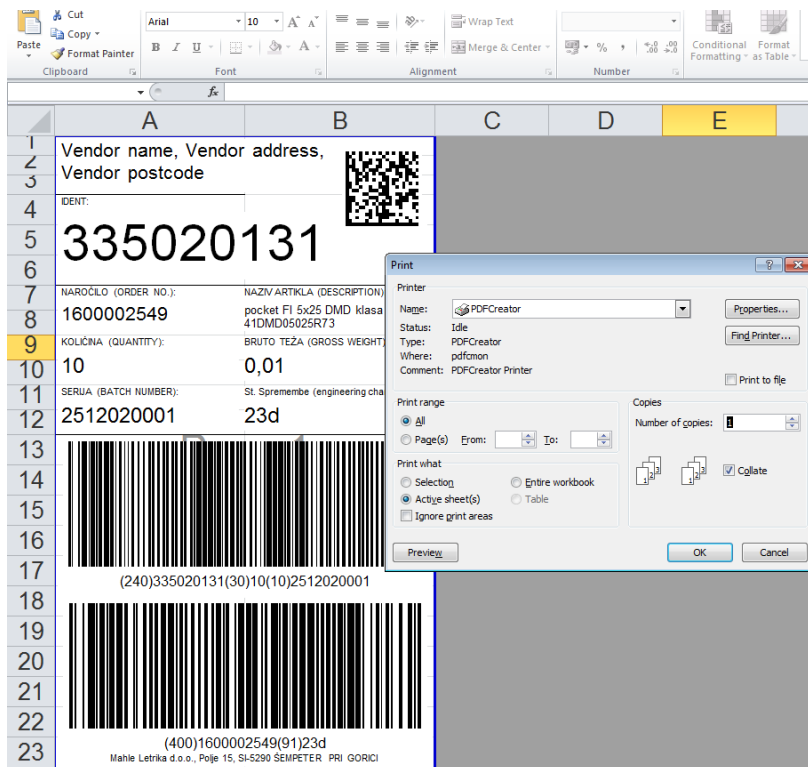 Cut
Arial 10 A A
Wrap Text
Copy
Paste
Format Painter
B I U A
Merge & Center
% ,
Conditional Formatting
Format as Table
Clipboard Font Alignment Number
fx
A B C D E
1
2
3
4
5
6
7
8
9
10
11
12
13
14
15
16
17
18
19
20
21
22
23
Vendor name, Vendor address,
Vendor postcode
IDENT:
335020131
NAROČILO (ORDER NO.): NAZIV ARTIKLA (DESCRIPTION)
1600002549 pocket FI 5x25 DMD klasa
41DMD05025R73
KOLIČINA (QUANTITY): BRUTO TEŽA (GROSS WEIGHT)
10 0,01
SERIJA (BATCH NUMBER): St. Spremembe (engineering cha
2512020001 23d
(240)335020131(30)10(10)2512020001
(400)1600002549(91)23d
Mahle Letrika d.o.o., Polje 15, SI-5290 ŠEMPETER PRI GORICI
Print
Printer
Name: PDFCreator Properties...
Status: Idle
Type: PDFCreator Find Printer...
Where: pdfcmon
Comment: PDFCreator Printer
Print to file
Print range
All
Page(s) From: To:
Copies
Number of copies: 1
Collate
Print what
Selection Entire workbook
Active sheet(s) Table
Ignore print areas
Preview OK Cancel